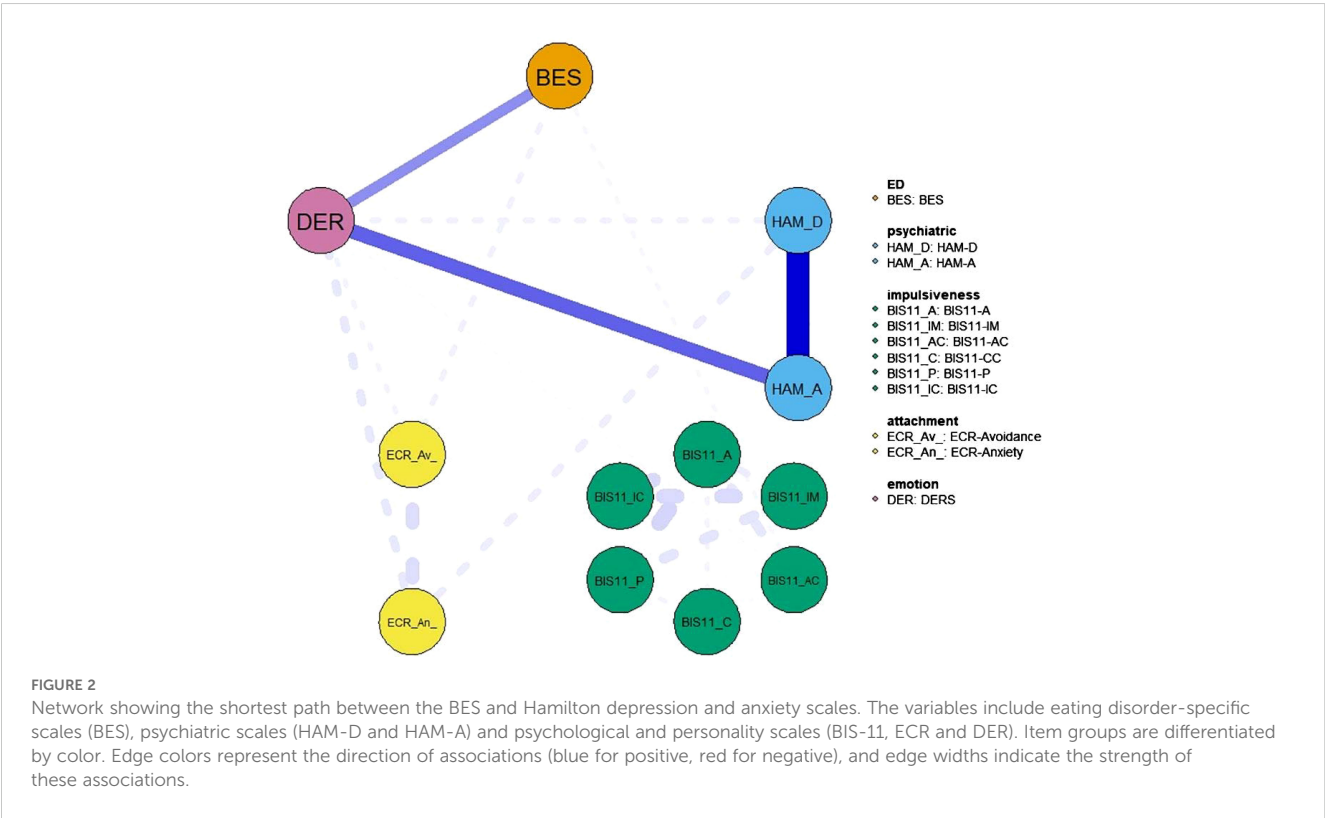 BES
DER
HAM_D
HAM_A
ECR_Av_
BIS11_A
BIS11_IC
BIS11_IM
BIS11_P
BIS11_AC
ECR_An_
BIS11_C
ED
BES: BES
psychiatric
HAM_D: HAM-D
HAM_A: HAM-A
impulsiveness
BIS11_A: BIS11-A
BIS11_IM: BIS11-IM
BIS11_AC: BIS11-AC
BIS11_C: BIS11-CC
BIS11_P: BIS11-P
BIS11_IC: BIS11-IC
attachment
ECR_Av_: ECR-Avoidance
ECR_An_: ECR-Anxiety
emotion
DER: DERS
FIGURE 2
Network showing the shortest path between the BES and Hamilton depression and anxiety scales. The variables include eating disorder-specific
scales (BES), psychiatric scales (HAM-D and HAM-A) and psychological and personality scales (BIS-11, ECR and DER). Item groups are differentiated
by color. Edge colors represent the direction of associations (blue for positive, red for negative), and edge widths indicate the strength of
these associations.